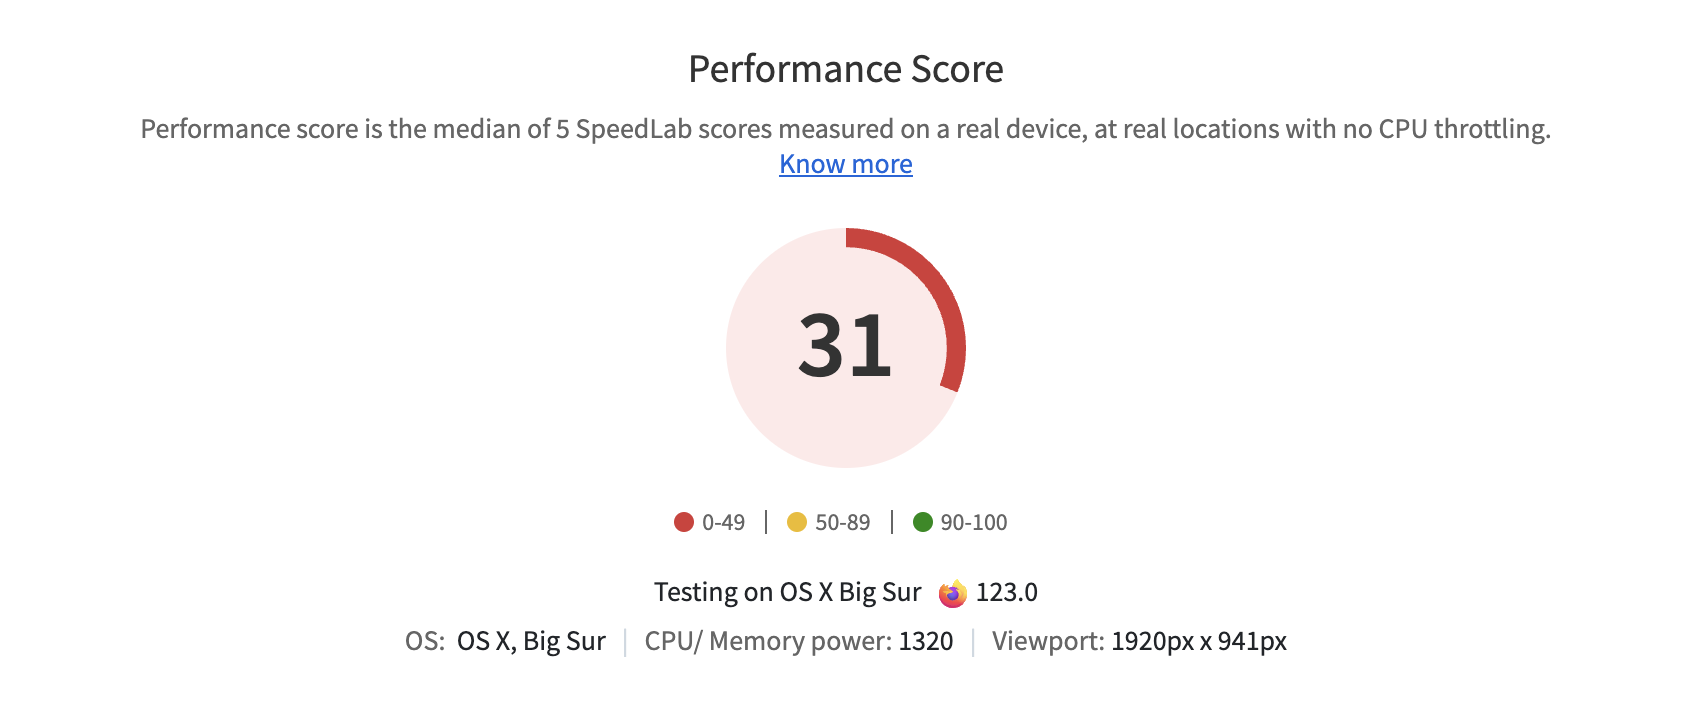 Performance Score
Performance score is the median of 5 SpeedLab scores measured on a real device, at real locations with no CPU throttling.
Know more
31
0-49 | 50-89 | 90-100
Testing on OS X Big Sur 123.0
OS: OS X, Big Sur | CPU/ Memory power: 1320 | Viewport: 1920px x 941px